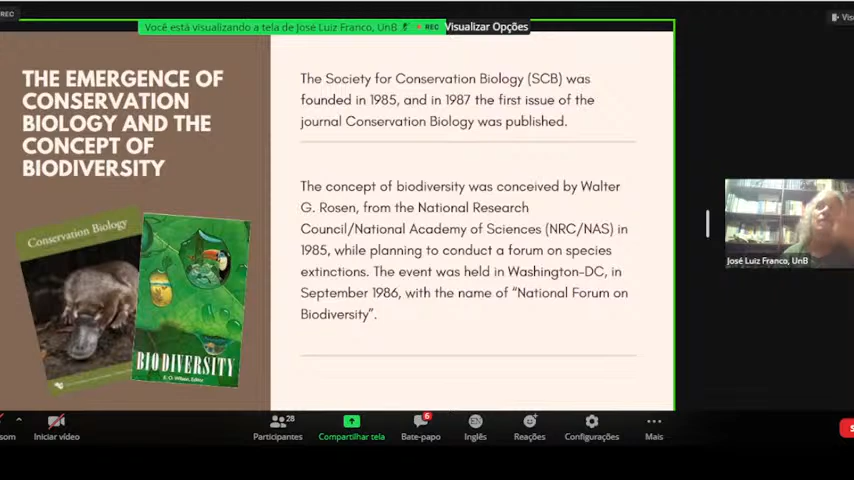 REC
Você está visualizando a tela de José Luiz Franco, UnB
REC
Visualizar Opções
THE EMERGENCE OF
CONSERVATION
BIOLOGY AND THE
CONCEPT OF
BIODIVERSITY
The Society for Conservation Biology (SCB) was
founded in 1985, and in 1987 the first issue of the
journal Conservation Biology was published.
The concept of biodiversity was conceived by Walter
G. Rosen, from the National Research
Council/National Academy of Sciences (NRC/NAS) in
1985, while planning to conduct a forum on species
extinctions. The event was held in Washington-DC, in
September 1986, with the name of “National Forum on
Biodiversity”.
Conservation Biology
BIODIVERSITY
E. O. Wilson, Editor
José Luiz Franco, UnB
Iniciar vídeo
28
Participantes
Compartilhar tela
6
Bate-papo
Inglês
Reações
Configurações
Mais